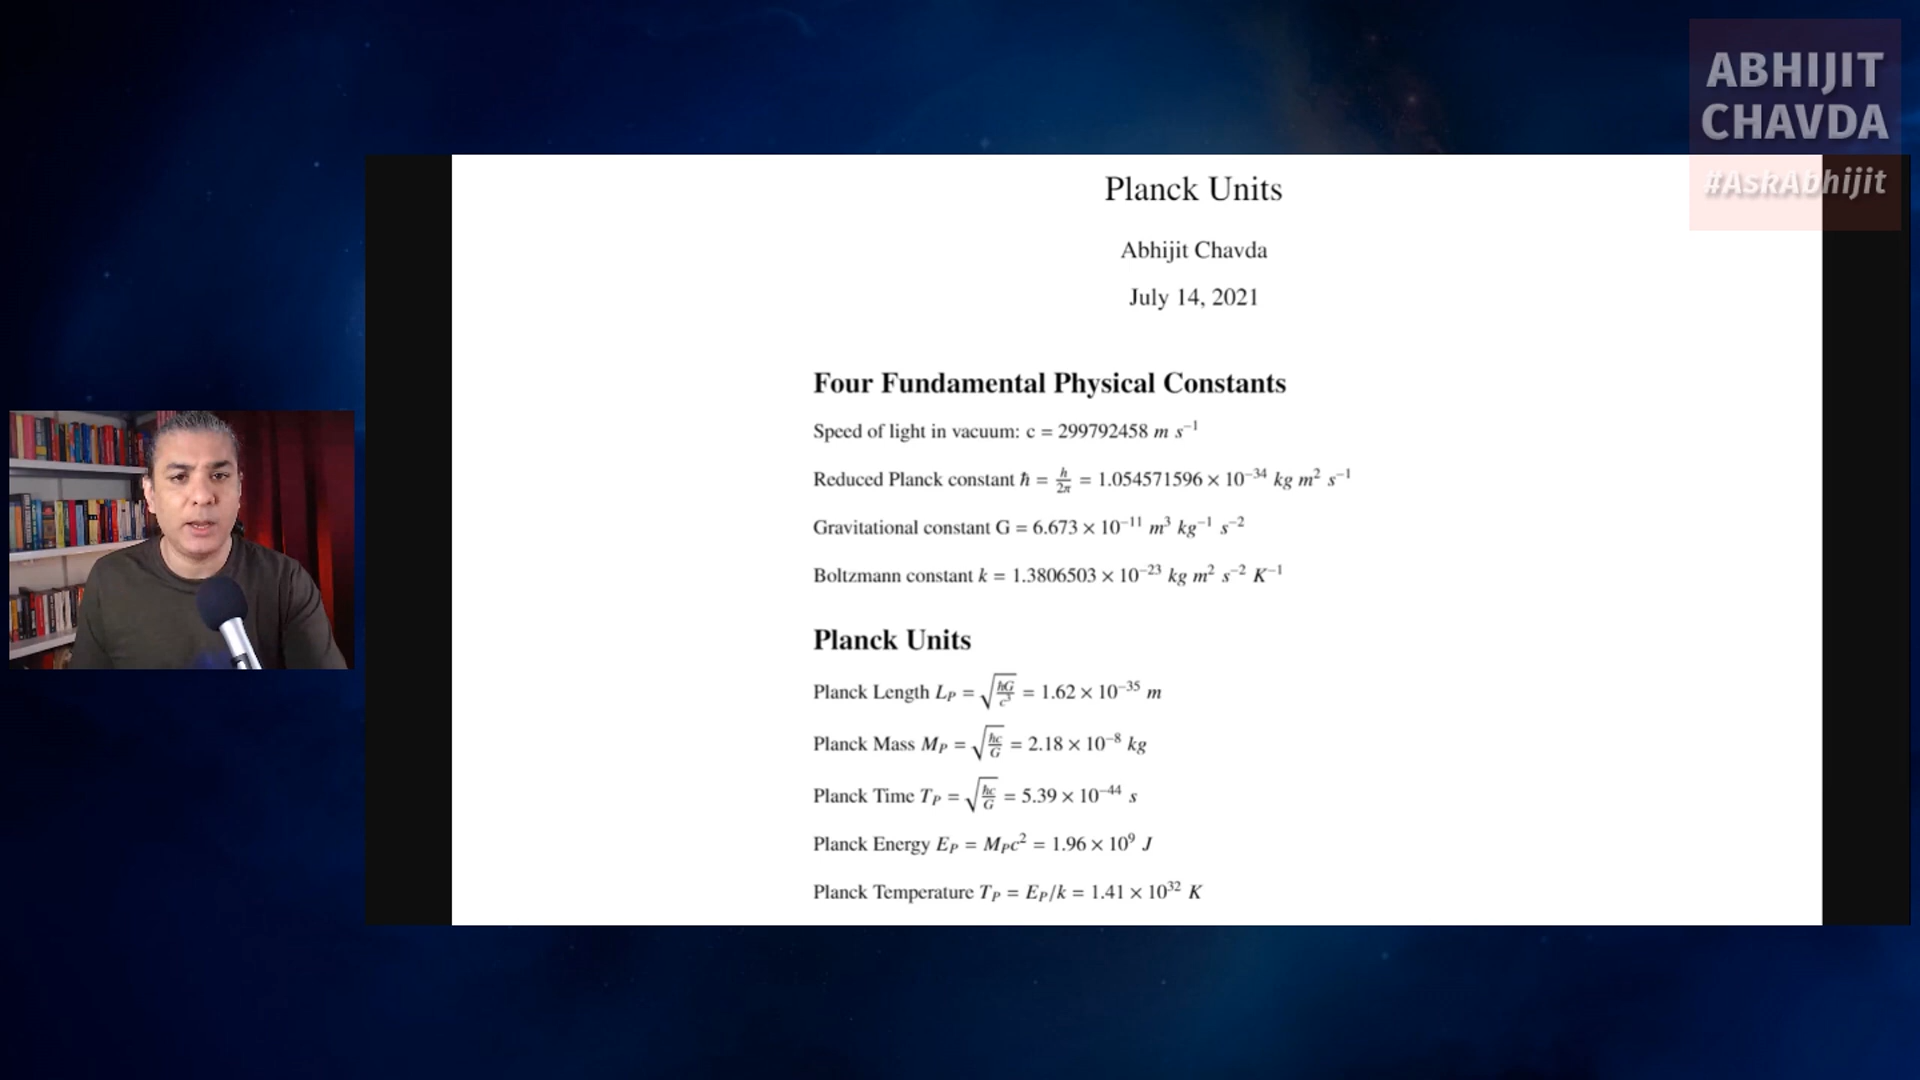 ABHIJIT
CHAVDA
#AskAbhijit
Planck Units
Abhijit Chavda
July 14, 2021
Four Fundamental Physical Constants
Speed of light in vacuum: c = 299792458 m s⁻¹
Reduced Planck constant ℏ = h/2π = 1.054571596 × 10⁻³⁴ kg m² s⁻¹
Gravitational constant G = 6.673 × 10⁻¹¹ m³ kg⁻¹ s⁻²
Boltzmann constant k = 1.3806503 × 10⁻²³ kg m² s⁻² K⁻¹
Planck Units
Planck Length L_P = √(ℏG/c³) = 1.62 × 10⁻³⁵ m
Planck Mass M_P = √(ℏc/G) = 2.18 × 10⁻⁸ kg
Planck Time T_P = √(ℏc/G) = 5.39 × 10⁻⁴⁴ s
Planck Energy E_P = M_Pc² = 1.96 × 10⁹ J
Planck Temperature T_P = E_P/k = 1.41 × 10³² K